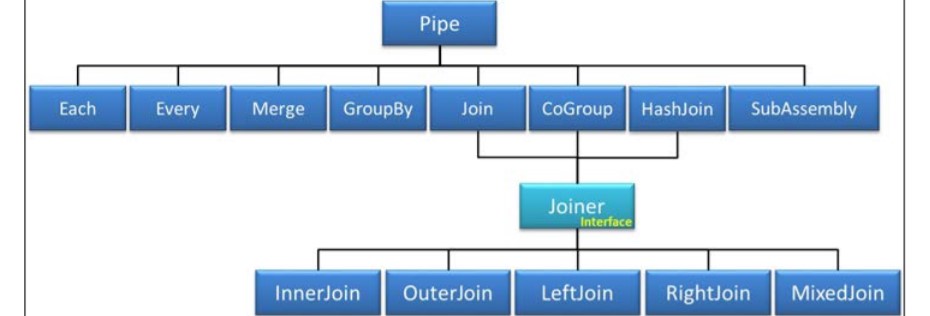 Pipe
Each Every Merge GroupBy Join CoGroup HashJoin SubAssembly
Joiner
Interface
InnerJoin OuterJoin LeftJoin RightJoin MixedJoin